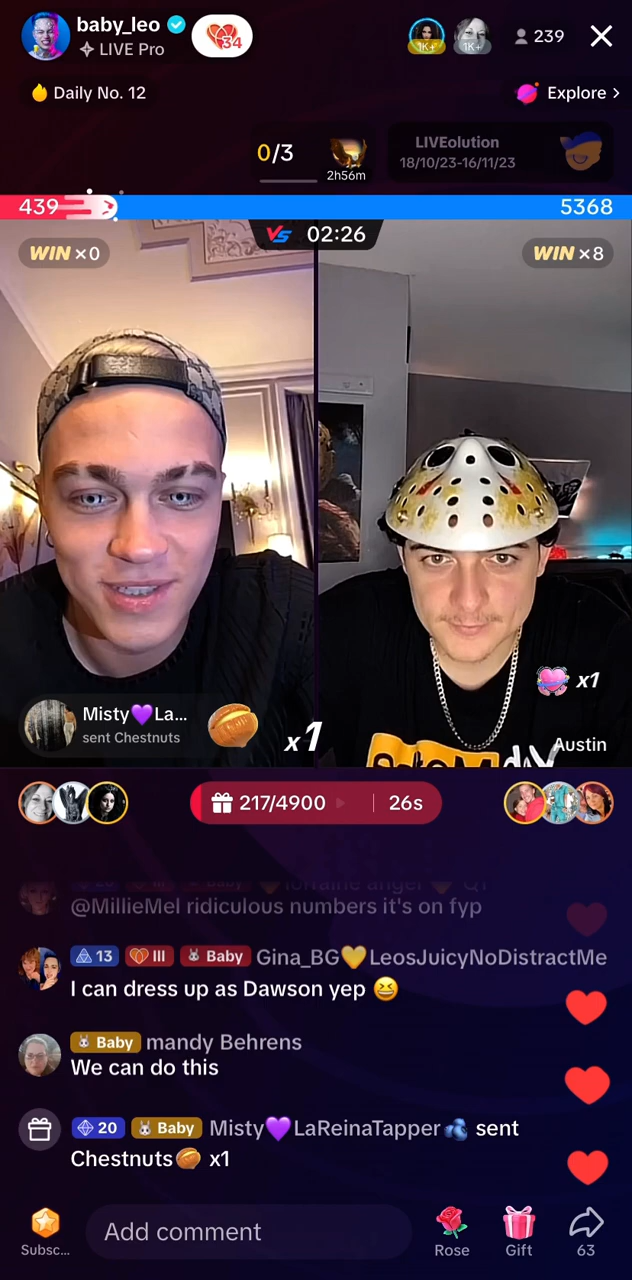 baby_leo
34
LIVE Pro
1K+
1K+
239
Daily No. 12
Explore >
0/3
2h56m
LIVEolution
18/10/23-16/11/23
439
5368
VS 02:26
WIN ×0
WIN ×8
Misty💜La...
sent Chestnuts
x1
x1
Austin
217/4900
26s
@MillieMel ridiculous numbers it's on fyp
13 III Baby Gina_BG💛LeosJuicyNoDistractMe
I can dress up as Dawson yep 😆
Baby mandy Behrens
We can do this
20 Baby Misty💜LaReinaTapper💦 sent
Chestnuts🌰 x1
Subsc...
Add comment
Rose
Gift
63